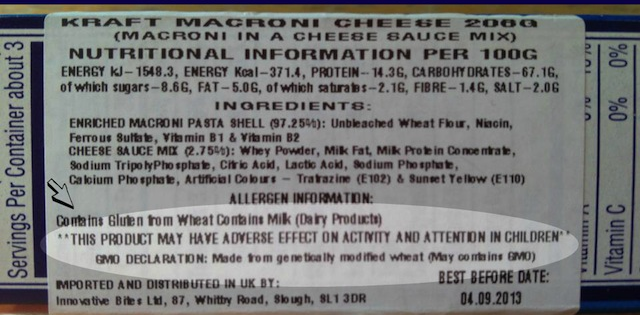 KRAFT MACRONI CHEESE 206G
(MACRONI IN A CHEESE SAUCE MIX)
NUTRITIONAL INFORMATION PER 100G
ENERGY kJ-1548.3, ENERGY Kcal-371.4, PROTEIN-14.3G, CARBOHYDRATES-67.1G,
of which sugars-8.6G, FAT-5.0G, of which saturates-2.1G, FIBRE-1.4G, SALT-2.0G
INGREDIENTS:
ENRICHED MACRONI PASTA SHELL (97.25%): Unbleached Wheat Flour, Niacin,
Ferrous Sulfate, Vitamin B1 & Vitamin B2
CHEESE SAUCE MIX (2.75%): Whey Powder, Milk Fat, Milk Protein Concentrate,
Sodium TripolyPhosphate, Citric Acid, Lactic Acid, Sodium Phosphate,
Calcium Phosphate, Artificial Colours - Tratrazine (E102) & Sunset Yellow (E110)
ALLERGEN INFORMATION:
Contains Gluten from Wheat Contains Milk (Dairy Products)
**THIS PRODUCT MAY HAVE ADVERSE EFFECT ON ACTIVITY AND ATTENTION IN CHILDREN**
GMO DECLARATION: Made from genetically modified wheat (May contains GMO)
IMPORTED AND DISTRIBUTED IN UK BY:
Innovative Bites Ltd, 87, Whitby Road, Slough, SL1 3DR
BEST BEFORE DATE:
04.09.2013
Servings Per Container about 3
Vitamin C
0%
0%
10%